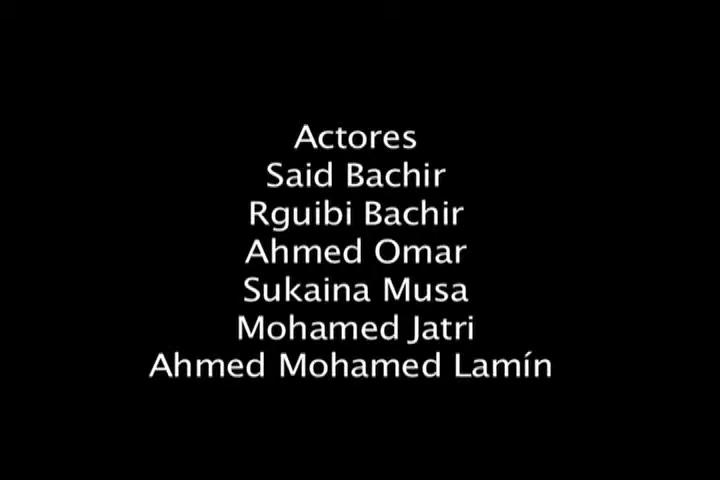 Actores
Said Bachir
Rguibi Bachir
Ahmed Omar
Sukaina Musa
Mohamed Jatri
Ahmed Mohamed Lamín